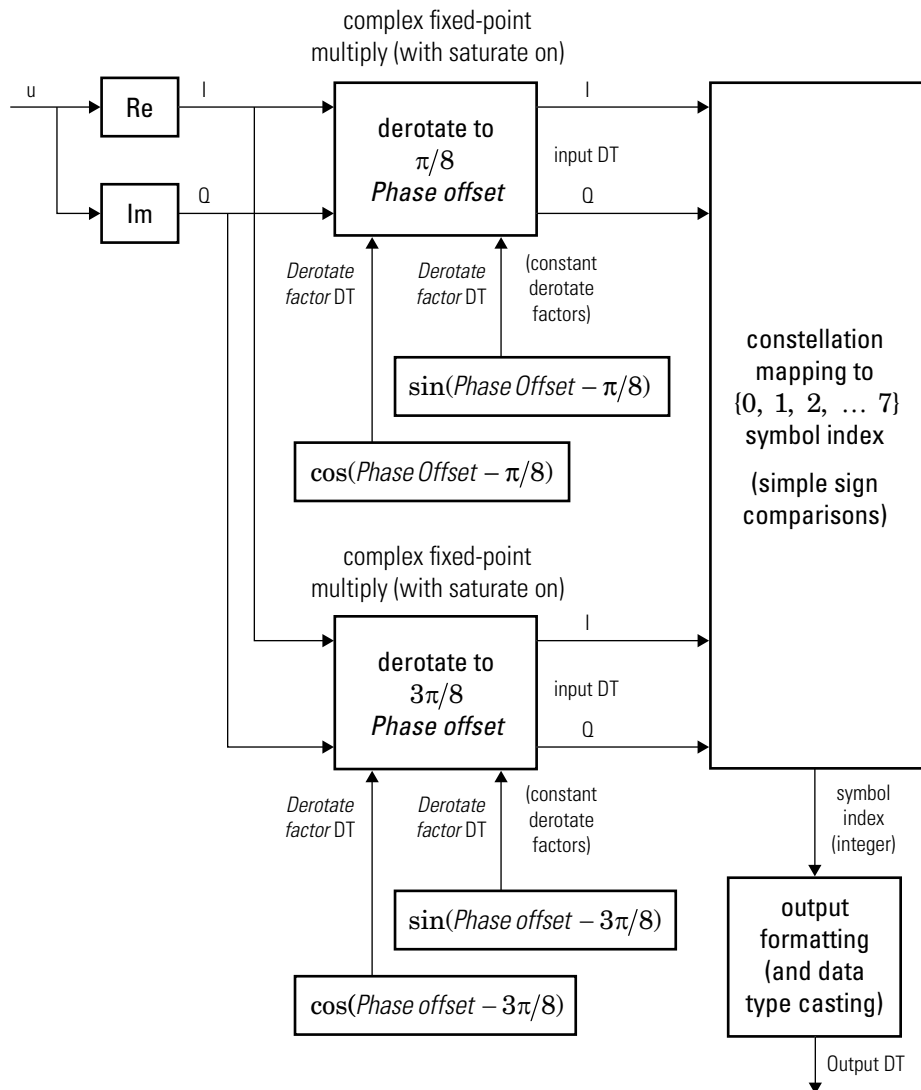 complex fixed-point
multiply (with saturate on)
u
Re
I
derotate to
π/8
Phase offset
I
input DT
Q
Im
Q
Derotate
factor DT
Derotate
factor DT
(constant
derotate
factors)
sin(Phase Offset − π/8)
cos(Phase Offset − π/8)
constellation
mapping to
{0, 1, 2, … 7}
symbol index
(simple sign
comparisons)
complex fixed-point
multiply (with saturate on)
derotate to
3π/8
Phase offset
I
input DT
Q
Derotate
factor DT
Derotate
factor DT
(constant
derotate
factors)
sin(Phase offset − 3π/8)
cos(Phase offset − 3π/8)
symbol
index
(integer)
output
formatting
(and data
type casting)
Output DT